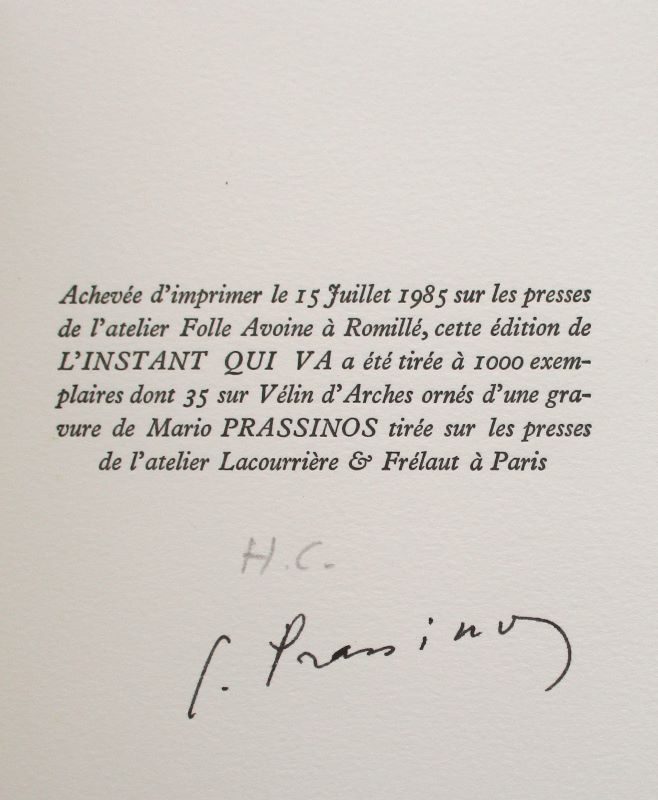 Achevée d'imprimer le 15 Juillet 1985 sur les presses
de l'atelier Folle Avoine à Romillé, cette édition de
L'INSTANT QUI VA a été tirée à 1000 exem-
plaires dont 35 sur Vélin d'Arches ornés d'une gra-
vure de Mario PRASSINOS tirée sur les presses
de l'atelier Lacourrière & Frélaut à Paris
H.C.
G. Prassinos